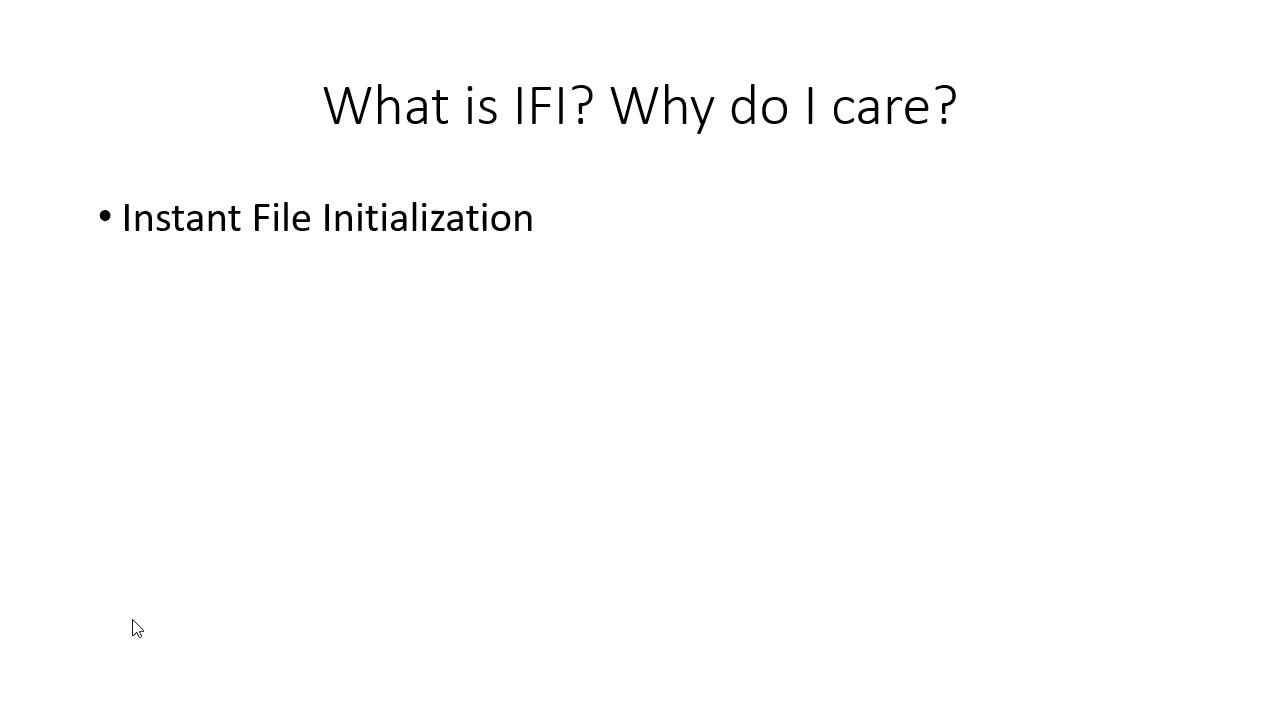 What is IFI? Why do I care?
• Instant File Initialization